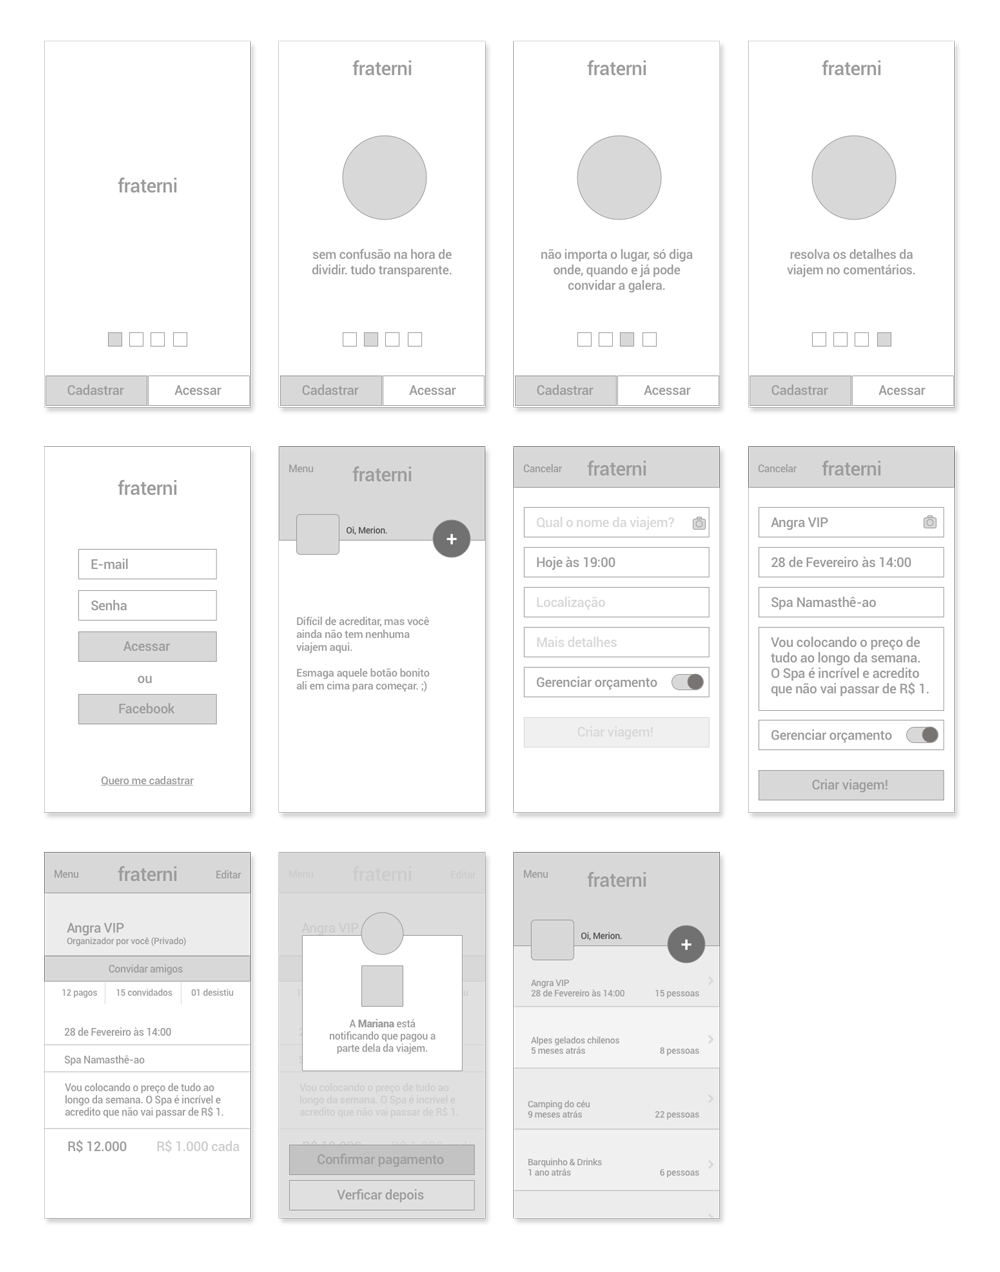 fraterni
Cadastrar
Acessar
fraterni
sem confusão na hora de
dividir. tudo transparente.
Cadastrar
Acessar
fraterni
não importa o lugar, só diga
onde, quando e já pode
convidar a galera.
Cadastrar
Acessar
fraterni
resolva os detalhes da
viajem no comentários.
Cadastrar
Acessar
fraterni
E-mail
Senha
Acessar
ou
Facebook
Quero me cadastrar
Menu
fraterni
Oi, Merion.
+
Difícil de acreditar, mas você
ainda não tem nenhuma
viajem aqui.
Esmaga aquele botão bonito
ali em cima para começar. ;)
Cancelar
fraterni
Qual o nome da viajem?
Hoje às 19:00
Localização
Mais detalhes
Gerenciar orçamento
Criar viagem!
Cancelar
fraterni
Angra VIP
28 de Fevereiro às 14:00
Spa Namasthê-ao
Vou colocando o preço de
tudo ao longo da semana.
O Spa é incrível e acredito
que não vai passar de R$ 1.
Gerenciar orçamento
Criar viagem!
Menu
fraterni
Editar
Angra VIP
Organizador por você (Privado)
Convidar amigos
12 pagos
15 convidados
01 desistiu
28 de Fevereiro às 14:00
Spa Namasthê-ao
Vou colocando o preço de tudo ao
longo da semana. O Spa é incrível e
acredito que não vai passar de R$ 1.
R$ 12.000
R$ 1.000 cada
Menu
fraterni
Editar
Angra VIP
A Mariana está
notificando que pagou a
parte dela da viajem.
Vou colocando o preço de tudo ao
longo da semana. O Spa é incrível e
acredito que não vai passar de R$ 1.
Confirmar pagamento
Verficar depois
Menu
fraterni
Oi, Merion.
+
Angra VIP
28 de Fevereiro às 14:00
15 pessoas
Alpes gelados chilenos
5 meses atrás
8 pessoas
Camping do céu
9 meses atrás
22 pessoas
Barquinho & Drinks
1 ano atrás
6 pessoas